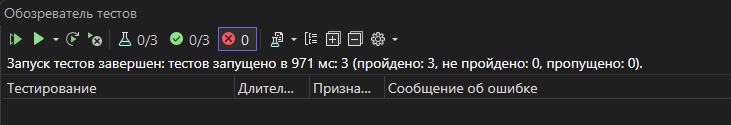 Обозреватель тестов
0/3 0/3 0
Запуск тестов завершен: тестов запущено в 971 мс: 3 (пройдено: 3, не пройдено: 0, пропущено: 0).
Тестирование Длител... Призна... Сообщение об ошибке